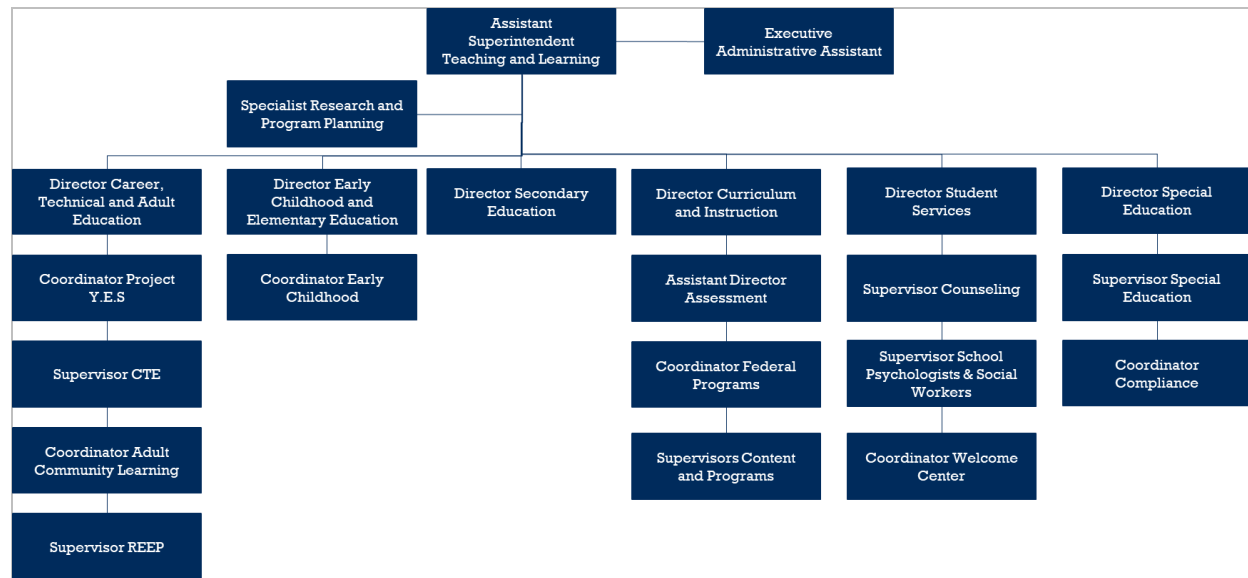 Assistant
Superintendent
Teaching and Learning
Executive
Administrative Assistant
Specialist Research and
Program Planning
Director Career,
Technical and Adult
Education
Director Early
Childhood and
Elementary Education
Director Secondary
Education
Director Curriculum
and Instruction
Director Student
Services
Director Special
Education
Coordinator Project
Y.E.S
Coordinator Early
Childhood
Assistant Director
Assessment
Supervisor Counseling
Supervisor Special
Education
Supervisor CTE
Coordinator Federal
Programs
Supervisor School
Psychologists & Social
Workers
Coordinator
Compliance
Coordinator Adult
Community Learning
Supervisors Content
and Programs
Coordinator Welcome
Center
Supervisor REEP